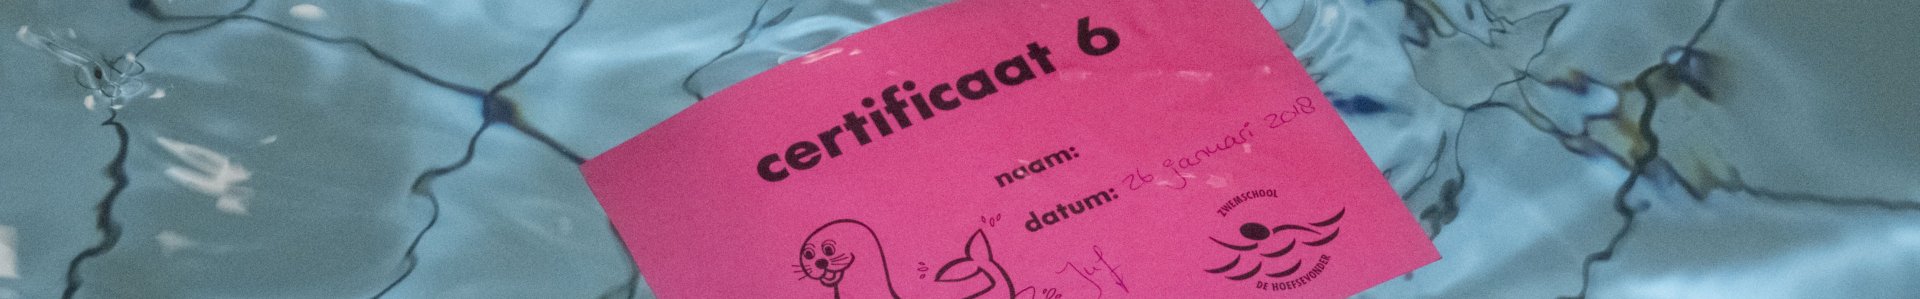 certificaat 6
naam:
datum: 26 januari 2018
Juf
ZWEMSCHOOL
DE HOEFSEVONDER